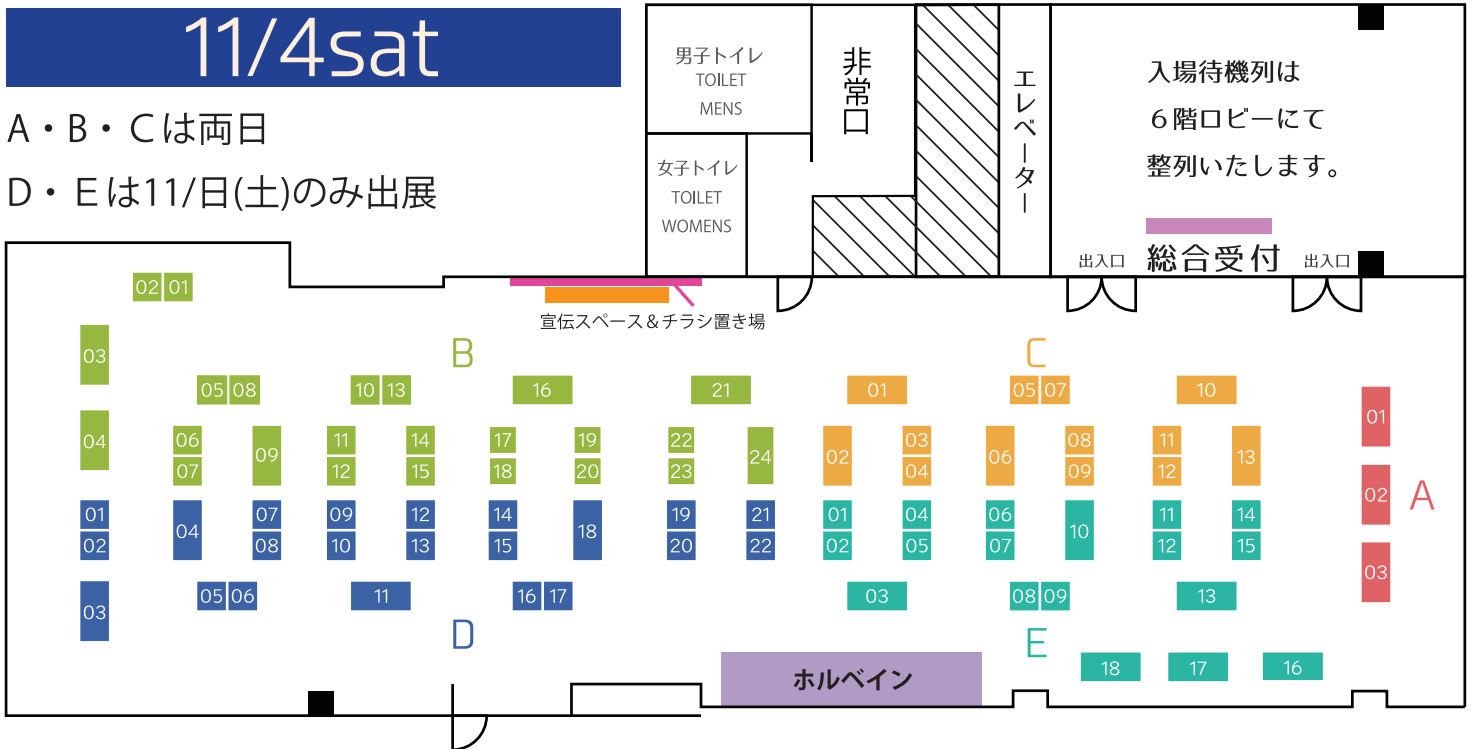 11/4sat
A・B・Cは両日
D・Eは11/日(土)のみ出展
男子トイレ
TOILET
MENS
女子トイレ
TOILET
WOMENS
非常口
エレベーター
入場待機列は
6階ロビーにて
整列いたします。
出入口 総合受付 出入口
宣伝スペース＆チラシ置き場
02 01
03
B
C
05 08 10 13 16 21 01 05 07 10
01
04
06 09 11 14 17 19 22 24 02 03 06 08 11 13
07 12 15 18 20 23 04 09 12
02 A
01 04 07 09 12 14 18 19 21 01 04 06 10 11 14
02 08 10 13 15 20 22 02 05 07 12 15
03
03 05 06 11 16 17 03 08 09 13
D
E
18 17 16
ホルベイン